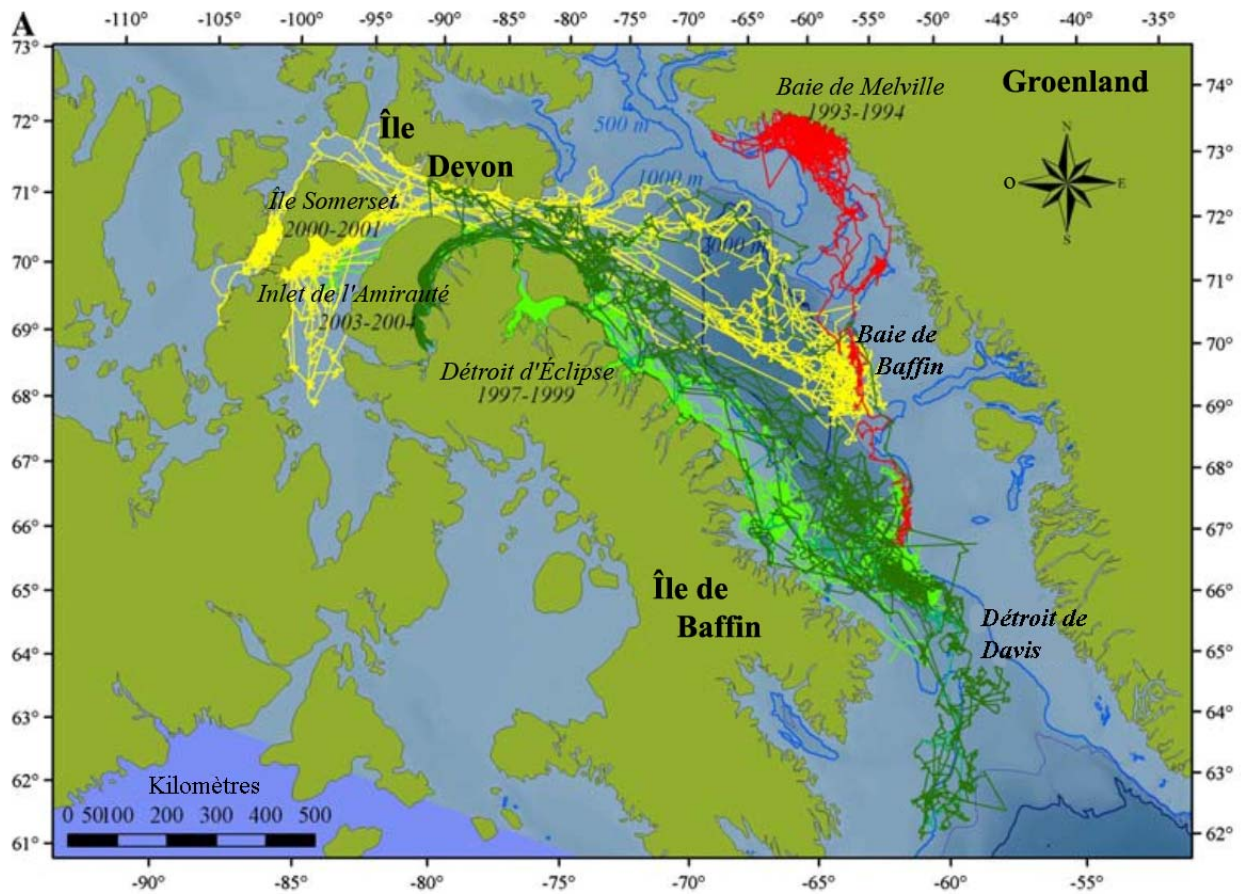 A
-110° -105° -100° -95° -90° -85° -80° -75° -70° -65° -60° -55° -50° -45° -40° -35°
73°
72°
71°
70°
69°
68°
67°
66°
65°
64°
63°
62°
61°
74°
73°
72°
71°
70°
69°
68°
67°
66°
65°
64°
63°
62°
Baie de Melville
1993-1994
Groenland
N
O
E
S
500 m
1000 m
Île
Devon
Île Somerset
2000-2001
Inlet de l'Amirauté
2003-2004
Détroit d'Éclipse
1997-1999
Baie de
Baffin
Île de
Baffin
Détroit de
Davis
Kilomètres
0 50 100 200 300 400 500
-90° -85° -80° -75° -70° -65° -60° -55° -50°